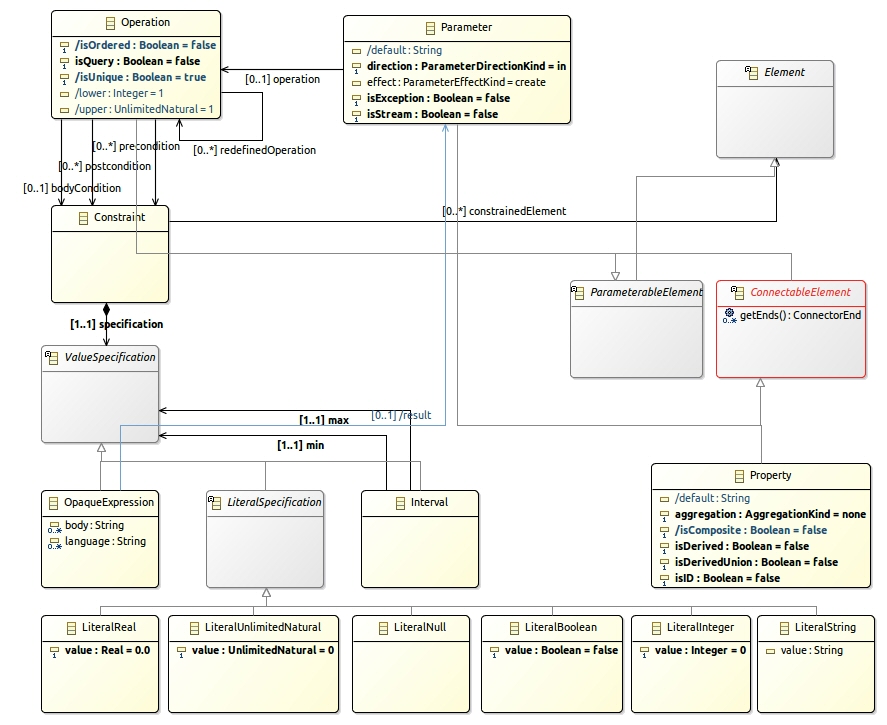 Operation
/isOrdered : Boolean = false
isQuery : Boolean = false
/isUnique : Boolean = true
/lower : Integer = 1
/upper : UnlimitedNatural = 1
Parameter
/default : String
direction : ParameterDirectionKind = in
effect : ParameterEffectKind = create
isException : Boolean = false
isStream : Boolean = false
Element
[0..1] operation
[0..*] precondition
[0..*] redefinedOperation
[0..*] postcondition
[0..1] bodyCondition
Constraint
[0..*] constrainedElement
ParameterableElement
ConnectableElement
0..*
getEnds() : ConnectorEnd
[1..1] specification
ValueSpecification
[0..1] /result
[1..1] max
[1..1] min
OpaqueExpression
0..*
body : String
0..*
language : String
LiteralSpecification
Interval
Property
/default : String
aggregation : AggregationKind = none
/isComposite : Boolean = false
isDerived : Boolean = false
isDerivedUnion : Boolean = false
isID : Boolean = false
LiteralReal
value : Real = 0.0
LiteralUnlimitedNatural
value : UnlimitedNatural = 0
LiteralNull
LiteralBoolean
value : Boolean = false
LiteralInteger
value : Integer = 0
LiteralString
value : String